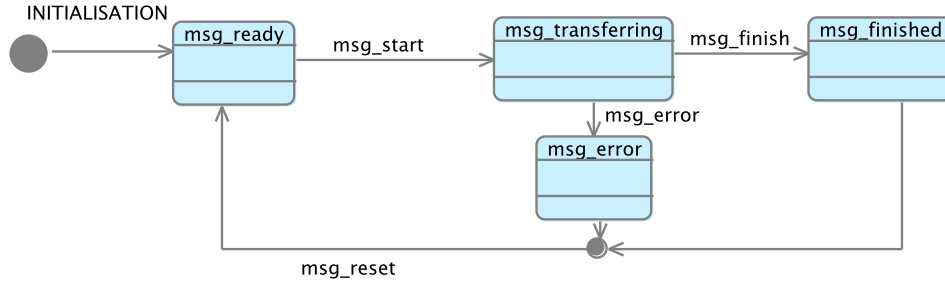 INITIALISATION
msg_ready
msg_start
msg_transferring
msg_finish
msg_finished
msg_error
msg_error
msg_reset